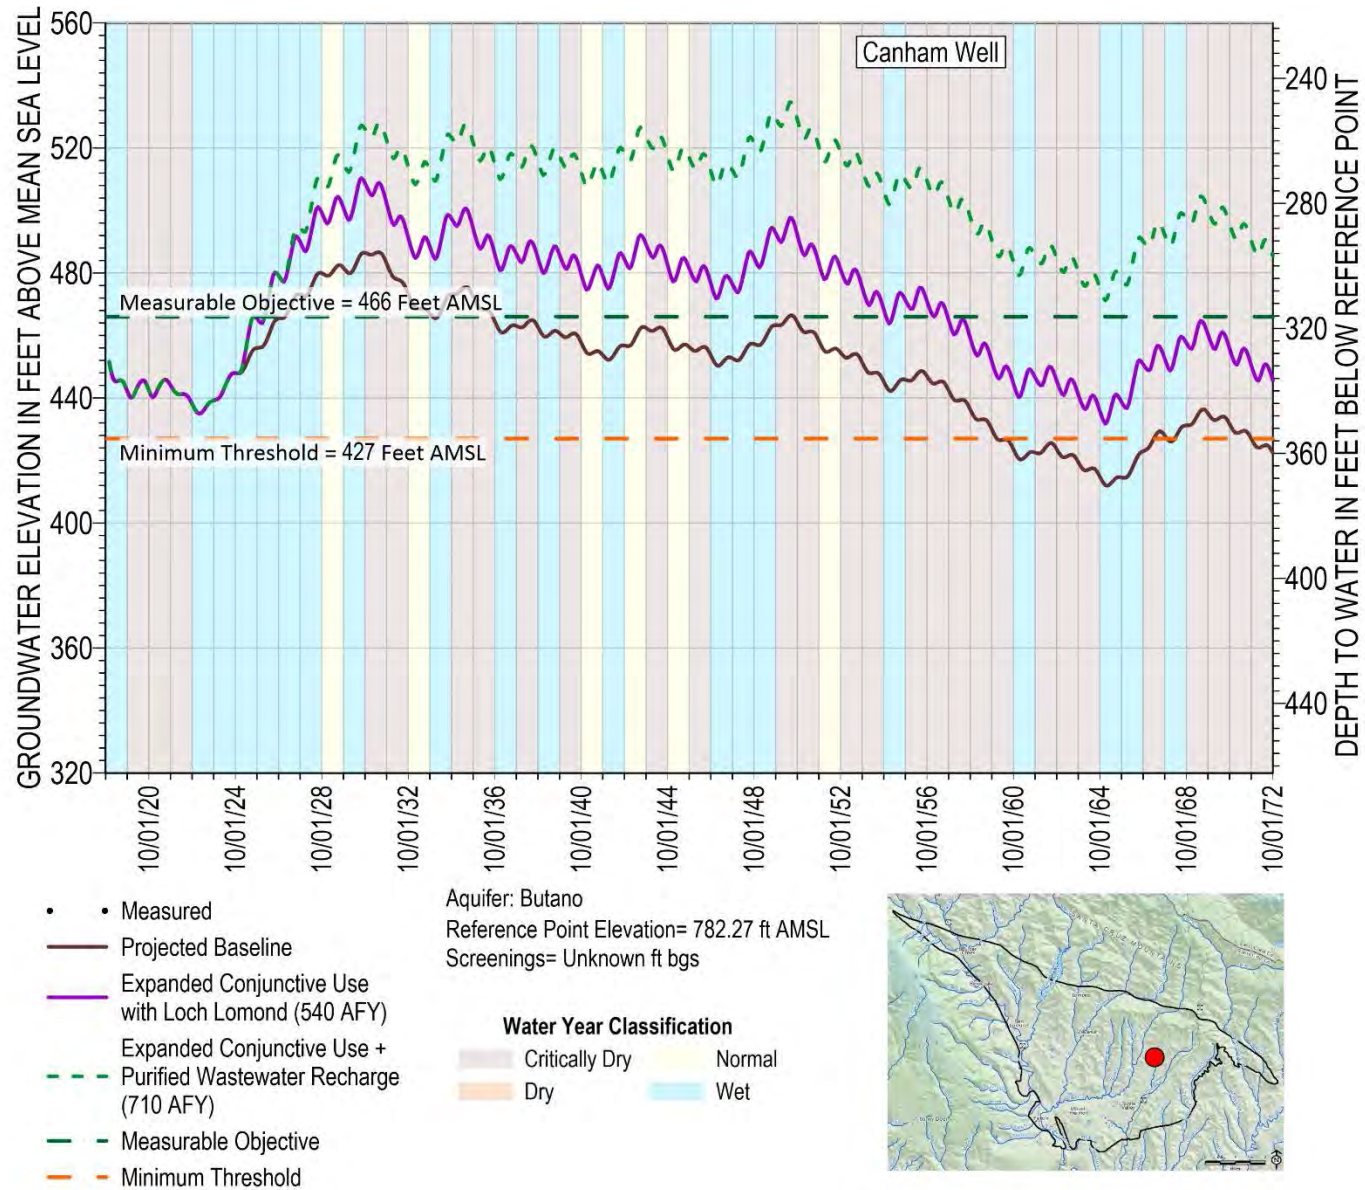 Canham Well
GROUNDWATER ELEVATION IN FEET ABOVE MEAN SEA LEVEL
560
520
480
440
400
360
320
Measurable Objective = 466 Feet AMSL
Minimum Threshold = 427 Feet AMSL
240
280
320
360
400
440
DEPTH TO WATER IN FEET BELOW REFERENCE POINT
10/01/20
10/01/24
10/01/28
10/01/32
10/01/36
10/01/40
10/01/44
10/01/48
10/01/52
10/01/56
10/01/60
10/01/64
10/01/68
10/01/72
Measured
Projected Baseline
Expanded Conjunctive Use
with Loch Lomond (540 AFY)
Expanded Conjunctive Use +
Purified Wastewater Recharge
(710 AFY)
Measurable Objective
Minimum Threshold
Aquifer: Butano
Reference Point Elevation= 782.27 ft AMSL
Screenings= Unknown ft bgs
Water Year Classification
Critically Dry
Normal
Dry
Wet
SANTA CRUZ MOUNTAINS